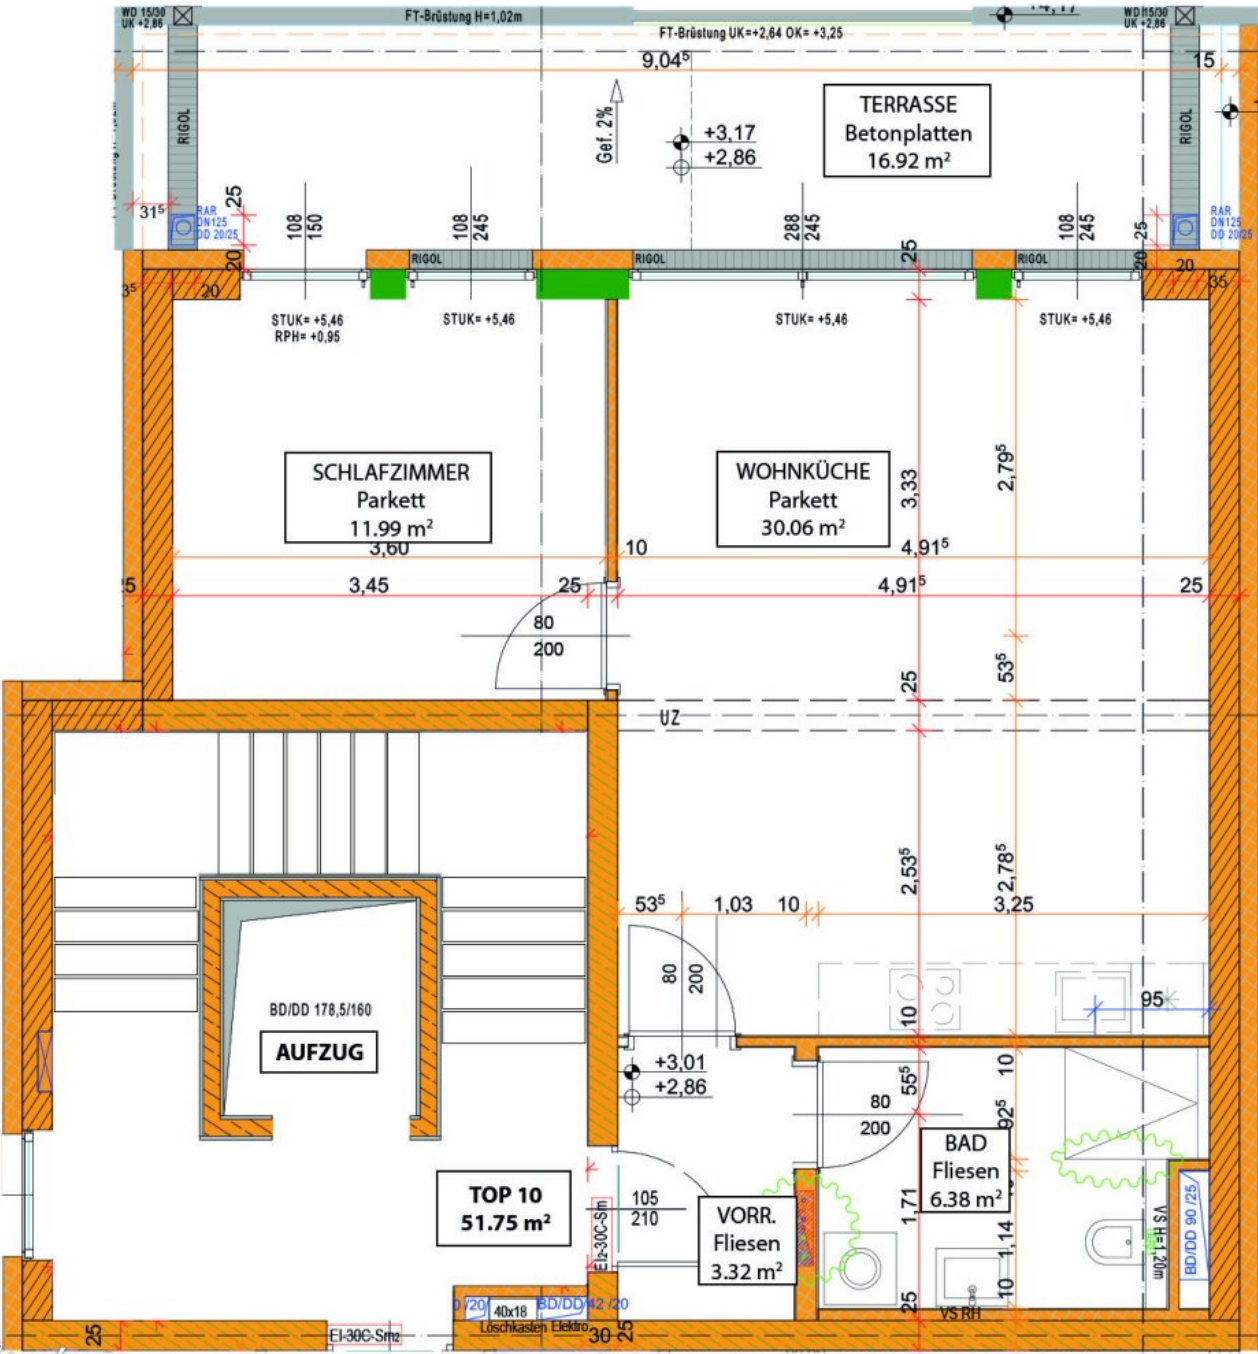 WD 15/30
UK +2,86
FT-Brüstung H=1,02m
WD 15/30
UK +2,86
FT-Brüstung UK=+2,64 OK= +3,25
9,04⁵
15
RIGOL
Gef. 2%
+3,17
+2,86
TERRASSE
Betonplatten
16.92 m²
RIGOL
31⁵
RAR
DN125
DD 20/25
25
20
108
150
108
245
288
245
108
245
25
RAR
DN125
DD 20/25
25
20
RIGOL
RIGOL
RIGOL
20
35
3⁵
20
STUK= +5,46
RPH= +0,95
STUK= +5,46
STUK= +5,46
STUK= +5,46
SCHLAFZIMMER
Parkett
11.99 m²
WOHNKÜCHE
Parkett
30.06 m²
3,33
2,79⁵
3,60
10
4,91⁵
3,45
25
4,91⁵
25
80
200
25
53⁵
UZ
2,53⁵
2,78⁵
53⁵
1,03
10
3,25
80
200
95
10
BD/DD 178,5/160
AUFZUG
+3,01
+2,86
55⁵
10
92⁵
80
200
BAD
Fliesen
6.38 m²
TOP 10
51.75 m²
EI2-30C-Sm
105
210
VORR.
Fliesen
3.32 m²
1,71
1,14
VS H=1,20m
BD/DD 90 /25
10
25
VS RH
40x18
BD/DD 42 /20
Löschkasten Elektro
25
EI-30C-Sm2
30
25